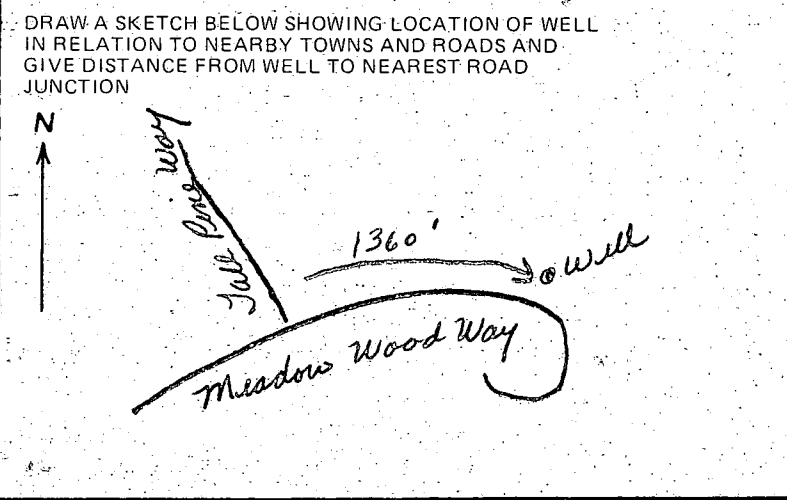 DRAW A SKETCH BELOW SHOWING LOCATION OF WELL
IN RELATION TO NEARBY TOWNS AND ROADS AND
GIVE DISTANCE FROM WELL TO NEAREST ROAD
JUNCTION
N
Tall Pine Way
1360'
Well
Meadow Wood Way